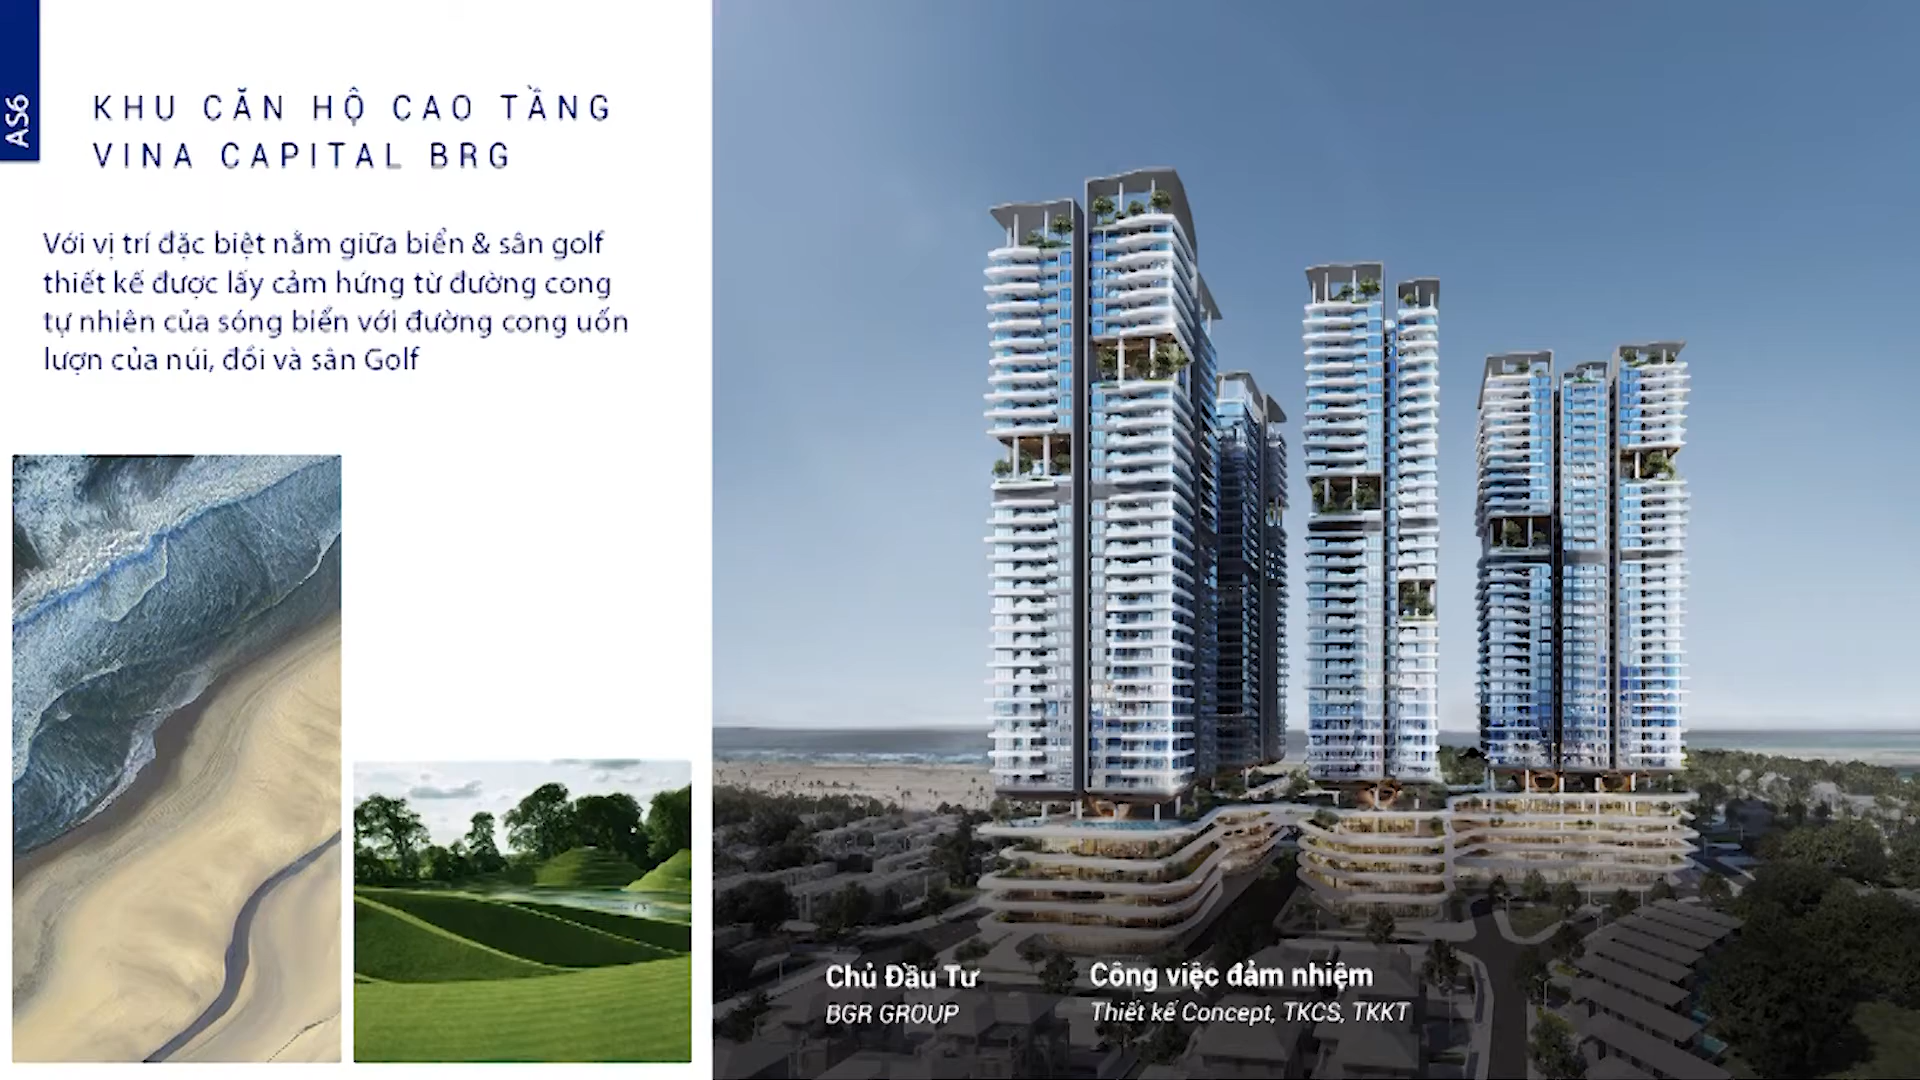 AS6
KHU CĂN HỘ CAO TẦNG
VINA CAPITAL BRG
Với vị trí đặc biệt nằm giữa biển & sân golf
thiết kế được lấy cảm hứng từ đường cong
tự nhiên của sóng biển với đường cong uốn
lượn của núi, đồi và sân Golf
Chủ Đầu Tư
BGR GROUP
Công việc đảm nhiệm
Thiết kế Concept, TKCS, TKKT